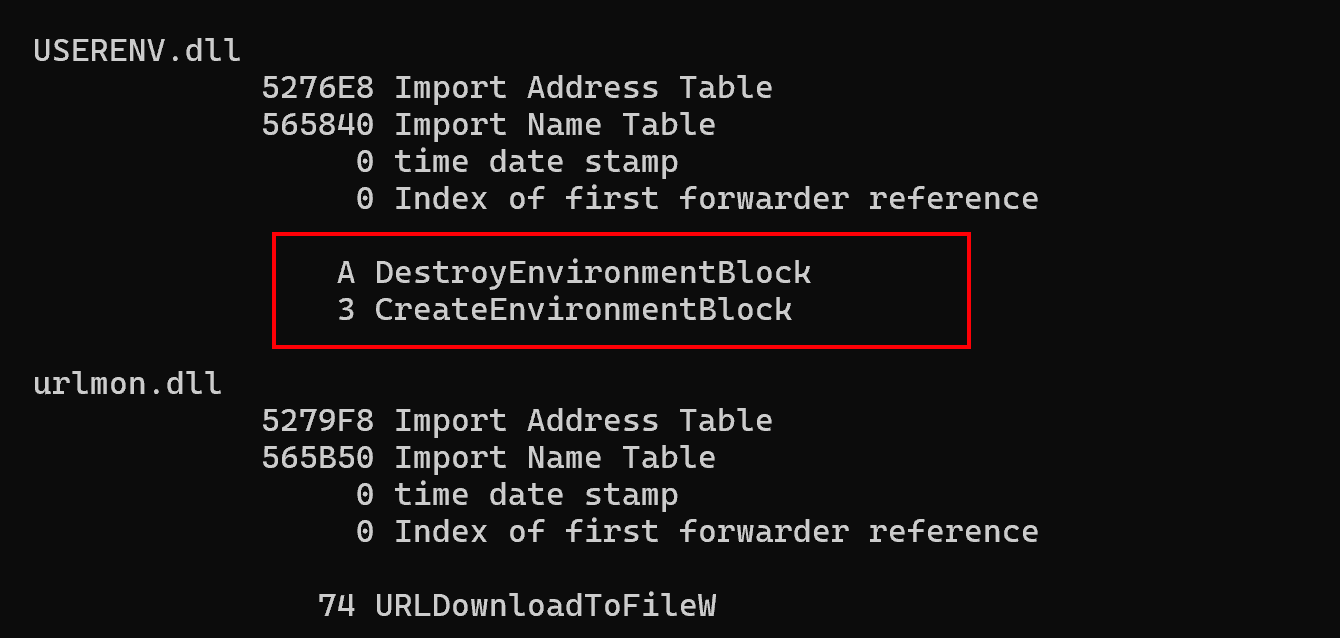 USERENV.dll
5276E8 Import Address Table
565840 Import Name Table
0 time date stamp
0 Index of first forwarder reference
A DestroyEnvironmentBlock
3 CreateEnvironmentBlock
urlmon.dll
5279F8 Import Address Table
565B50 Import Name Table
0 time date stamp
0 Index of first forwarder reference
74 URLDownloadToFileW